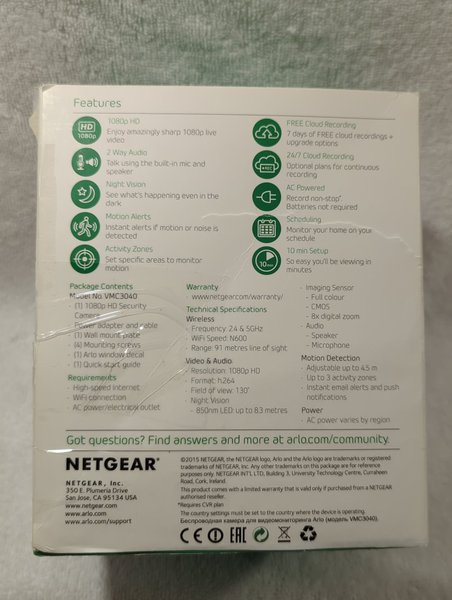 Features
HD
1080p
1080p HD
Enjoy amazingly sharp 1080p live
video
2 Way Audio
Talk using the built-in mic and
speaker
Night Vision
See what's happening even in the
dark
Motion Alerts
Instant alerts if motion or noise is
detected
Activity Zones
Set specific areas to monitor
motion
FREE Cloud Recording
7 days of FREE cloud recordings +
upgrade options
REC
24/7 Cloud Recording
Optional plans for continuous
recording
AC Powered
Record non-stop*
Batteries not required
Scheduling
Monitor your home on your
schedule
10min
10 min Setup
So easy you'll be viewing in
minutes
Package Contents
Model No. VMC3040
- (1) 1080p HD Security
Camera
- Power adapter and cable
- (1) Wall mount plate
- (4) Mounting screws
- (1) Arlo window decal
- (1) Quick start guide
Requirements
- High-speed internet
- WiFi connection
- AC power/electrical outlet
Warranty
- www.netgear.com/warranty/
Technical Specifications
Wireless
- Frequency: 2.4 & 5GHz
- WiFi Speed: N600
- Range: 91 metres line of sight
Video & Audio
- Resolution: 1080p HD
- Format: h.264
- Field of view: 130°
- Night Vision
- 850nm LED: up to 8.3 metres
- Imaging Sensor
- Full colour
- CMOS
- 8x digital zoom
- Audio
- Speaker
- Microphone
Motion Detection
- Adjustable up to 4.5 m
- Up to 3 activity zones
- Instant email alerts and push
notifications
Power
- AC power varies by region
Got questions? Find answers and more at arlo.com/community.
NETGEAR®
NETGEAR, Inc.
350 E. Plumeria Drive
San Jose, CA 95134 USA
www.netgear.com
www.arlo.com
www.arlo.com/support
©2015 NETGEAR, the NETGEAR logo, Arlo and the Arlo logo are trademarks or registered
trademarks of NETGEAR, Inc. Any other trademarks on this package are for reference
purposes only. NETGEAR INT'L LTD, Building 3, University Technology Centre, Curraheen
Road, Cork, Ireland.
This product comes with a limited warranty that is valid only if purchased from a NETGEAR
authorised reseller.
*Requires CVR plan
The country settings must be set to the country where the device is operating.
Беспроводная камера для видеомониторинга Arlo (модель VMC3040).
CE EAC